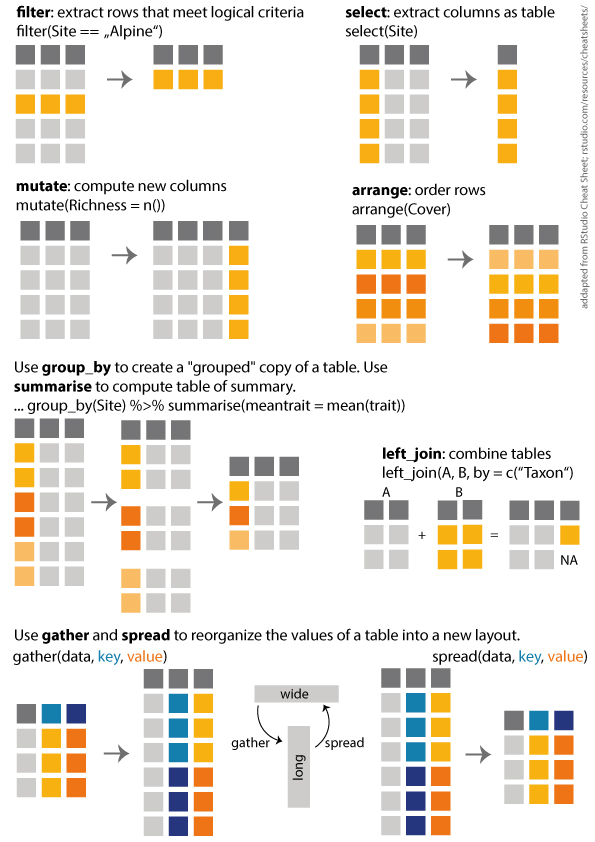 filter: extract rows that meet logical criteria
filter(Site == „Alpine“)
select: extract columns as table
select(Site)
addapted from RStudio Cheat Sheet; rstudio.com/resources/cheatsheets/
mutate: compute new columns
mutate(Richness = n())
arrange: order rows
arrange(Cover)
Use group_by to create a "grouped" copy of a table. Use
summarise to compute table of summary.
... group_by(Site) %>% summarise(meantrait = mean(trait))
left_join: combine tables
left_join(A, B, by = c(“Taxon“)
A B
+ =
NA
Use gather and spread to reorganize the values of a table into a new layout.
gather(data, key, value)
spread(data, key, value)
wide
gather
spread
long